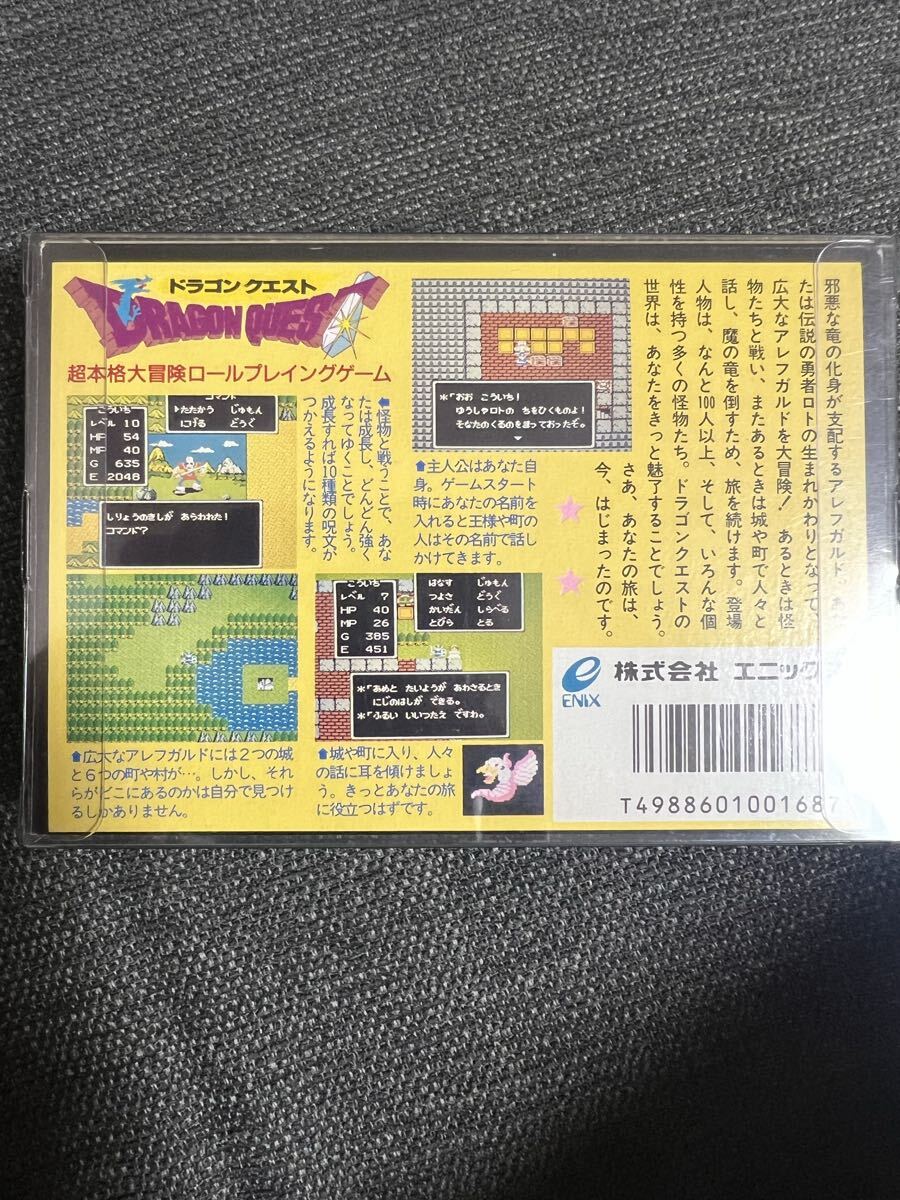 ドラゴンクエスト
DRAGON QUEST
超本格大冒険ロールプレイングゲーム
こういち
レベル 10
HP 54
MP 40
G 635
E 2048
コマンド
▶たたかう じゅもん
にげる どうぐ
しりょうのきしが あらわれた!
コマンド?
⬅怪物と戦うことで、あな
たは成長し、どんどん強く
なってゆくことでしょう。
成長すれば10種類の呪文が
つかえるようになります。
*「おお こういち!
ゆうしゃロトの ちをひくものよ!
そなたのくるのを まっておったぞ。
⬆主人公はあなた自
身。ゲームスタート
時にあなたの名前を
入れると王様や町の
人はその名前で話し
かけてきます。
邪悪な竜の化身が支配するアレフガルド。あ
たは伝説の勇者ロトの生まれかわりとなって、
広大なアレフガルドを大冒険! あるときは怪
物たちと戦い、またあるときは城や町で人々と
話し、魔の竜を倒すため、旅を続けます。登場
人物は、なんと100人以上、そして、いろんな個
性を持つ多くの怪物たち。ドラゴンクエストの
世界は、あなたをきっと魅了することでしょう。
さあ、あなたの旅は、
今、はじまったのです。
⬆広大なアレフガルドには2つの城
と6つの町や村が…。しかし、それ
らがどこにあるのかは自分で見つけ
るしかありません。
こういち
レベル 7
HP 40
MP 26
G 385
E 451
はなす じゅもん
つよさ どうぐ
かいだん しらべる
とびら とる
*「あめと たいようが あわさるとき
にじのはしが できる。
*「ふるい いいつたえ ですわ。
⬆城や町に入り、人々
の話に耳を傾けましょ
う。きっとあなたの旅
に役立つはずです。
ENIX
株式会社 エニック
T4988601001687